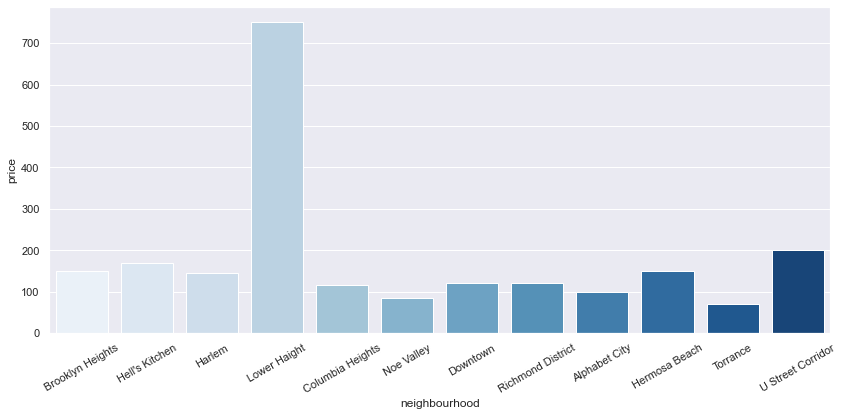 700
600
500
400
300
200
100
0
price
Brooklyn Heights
Hell's Kitchen
Harlem
Lower Haight
Columbia Heights
Noe Valley
Downtown
Richmond District
Alphabet City
Hermosa Beach
Torrance
U Street Corridor
neighbourhood